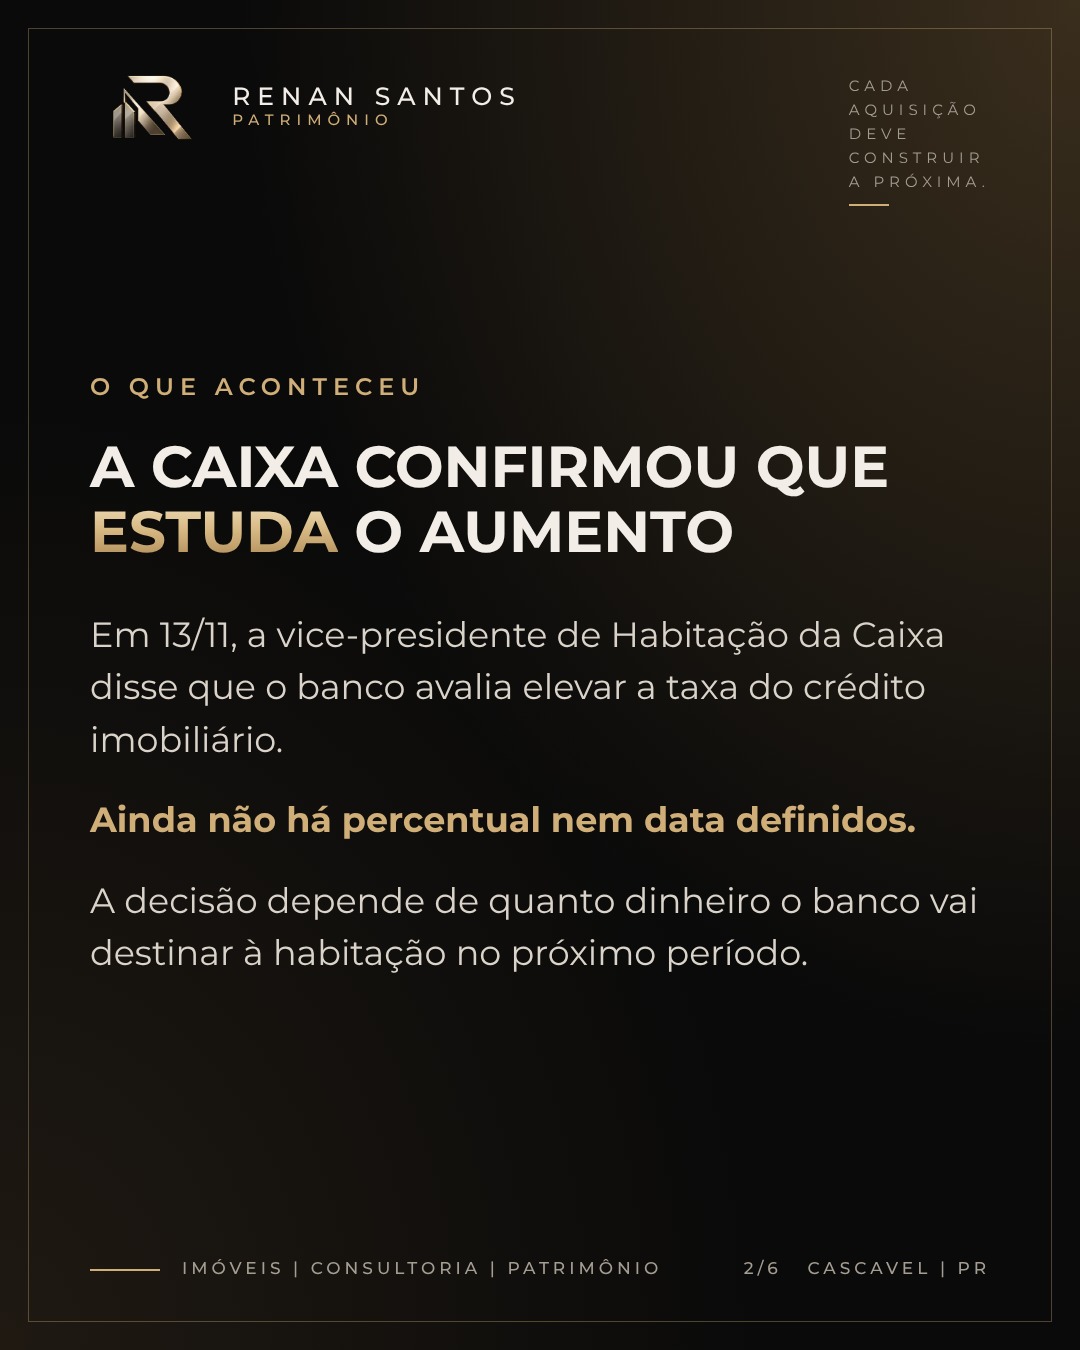 RENAN SANTOS
PATRIMÔNIO
CADA
AQUISIÇÃO
DEVE
CONSTRUIR
A PRÓXIMA.
O QUE ACONTECEU
A CAIXA CONFIRMOU QUE
ESTUDA O AUMENTO
Em 13/11, a vice-presidente de Habitação da Caixa
disse que o banco avalia elevar a taxa do crédito
imobiliário.
Ainda não há percentual nem data definidos.
A decisão depende de quanto dinheiro o banco vai
destinar à habitação no próximo período.
IMÓVEIS | CONSULTORIA | PATRIMÔNIO
2/6 CASCAVEL | PR